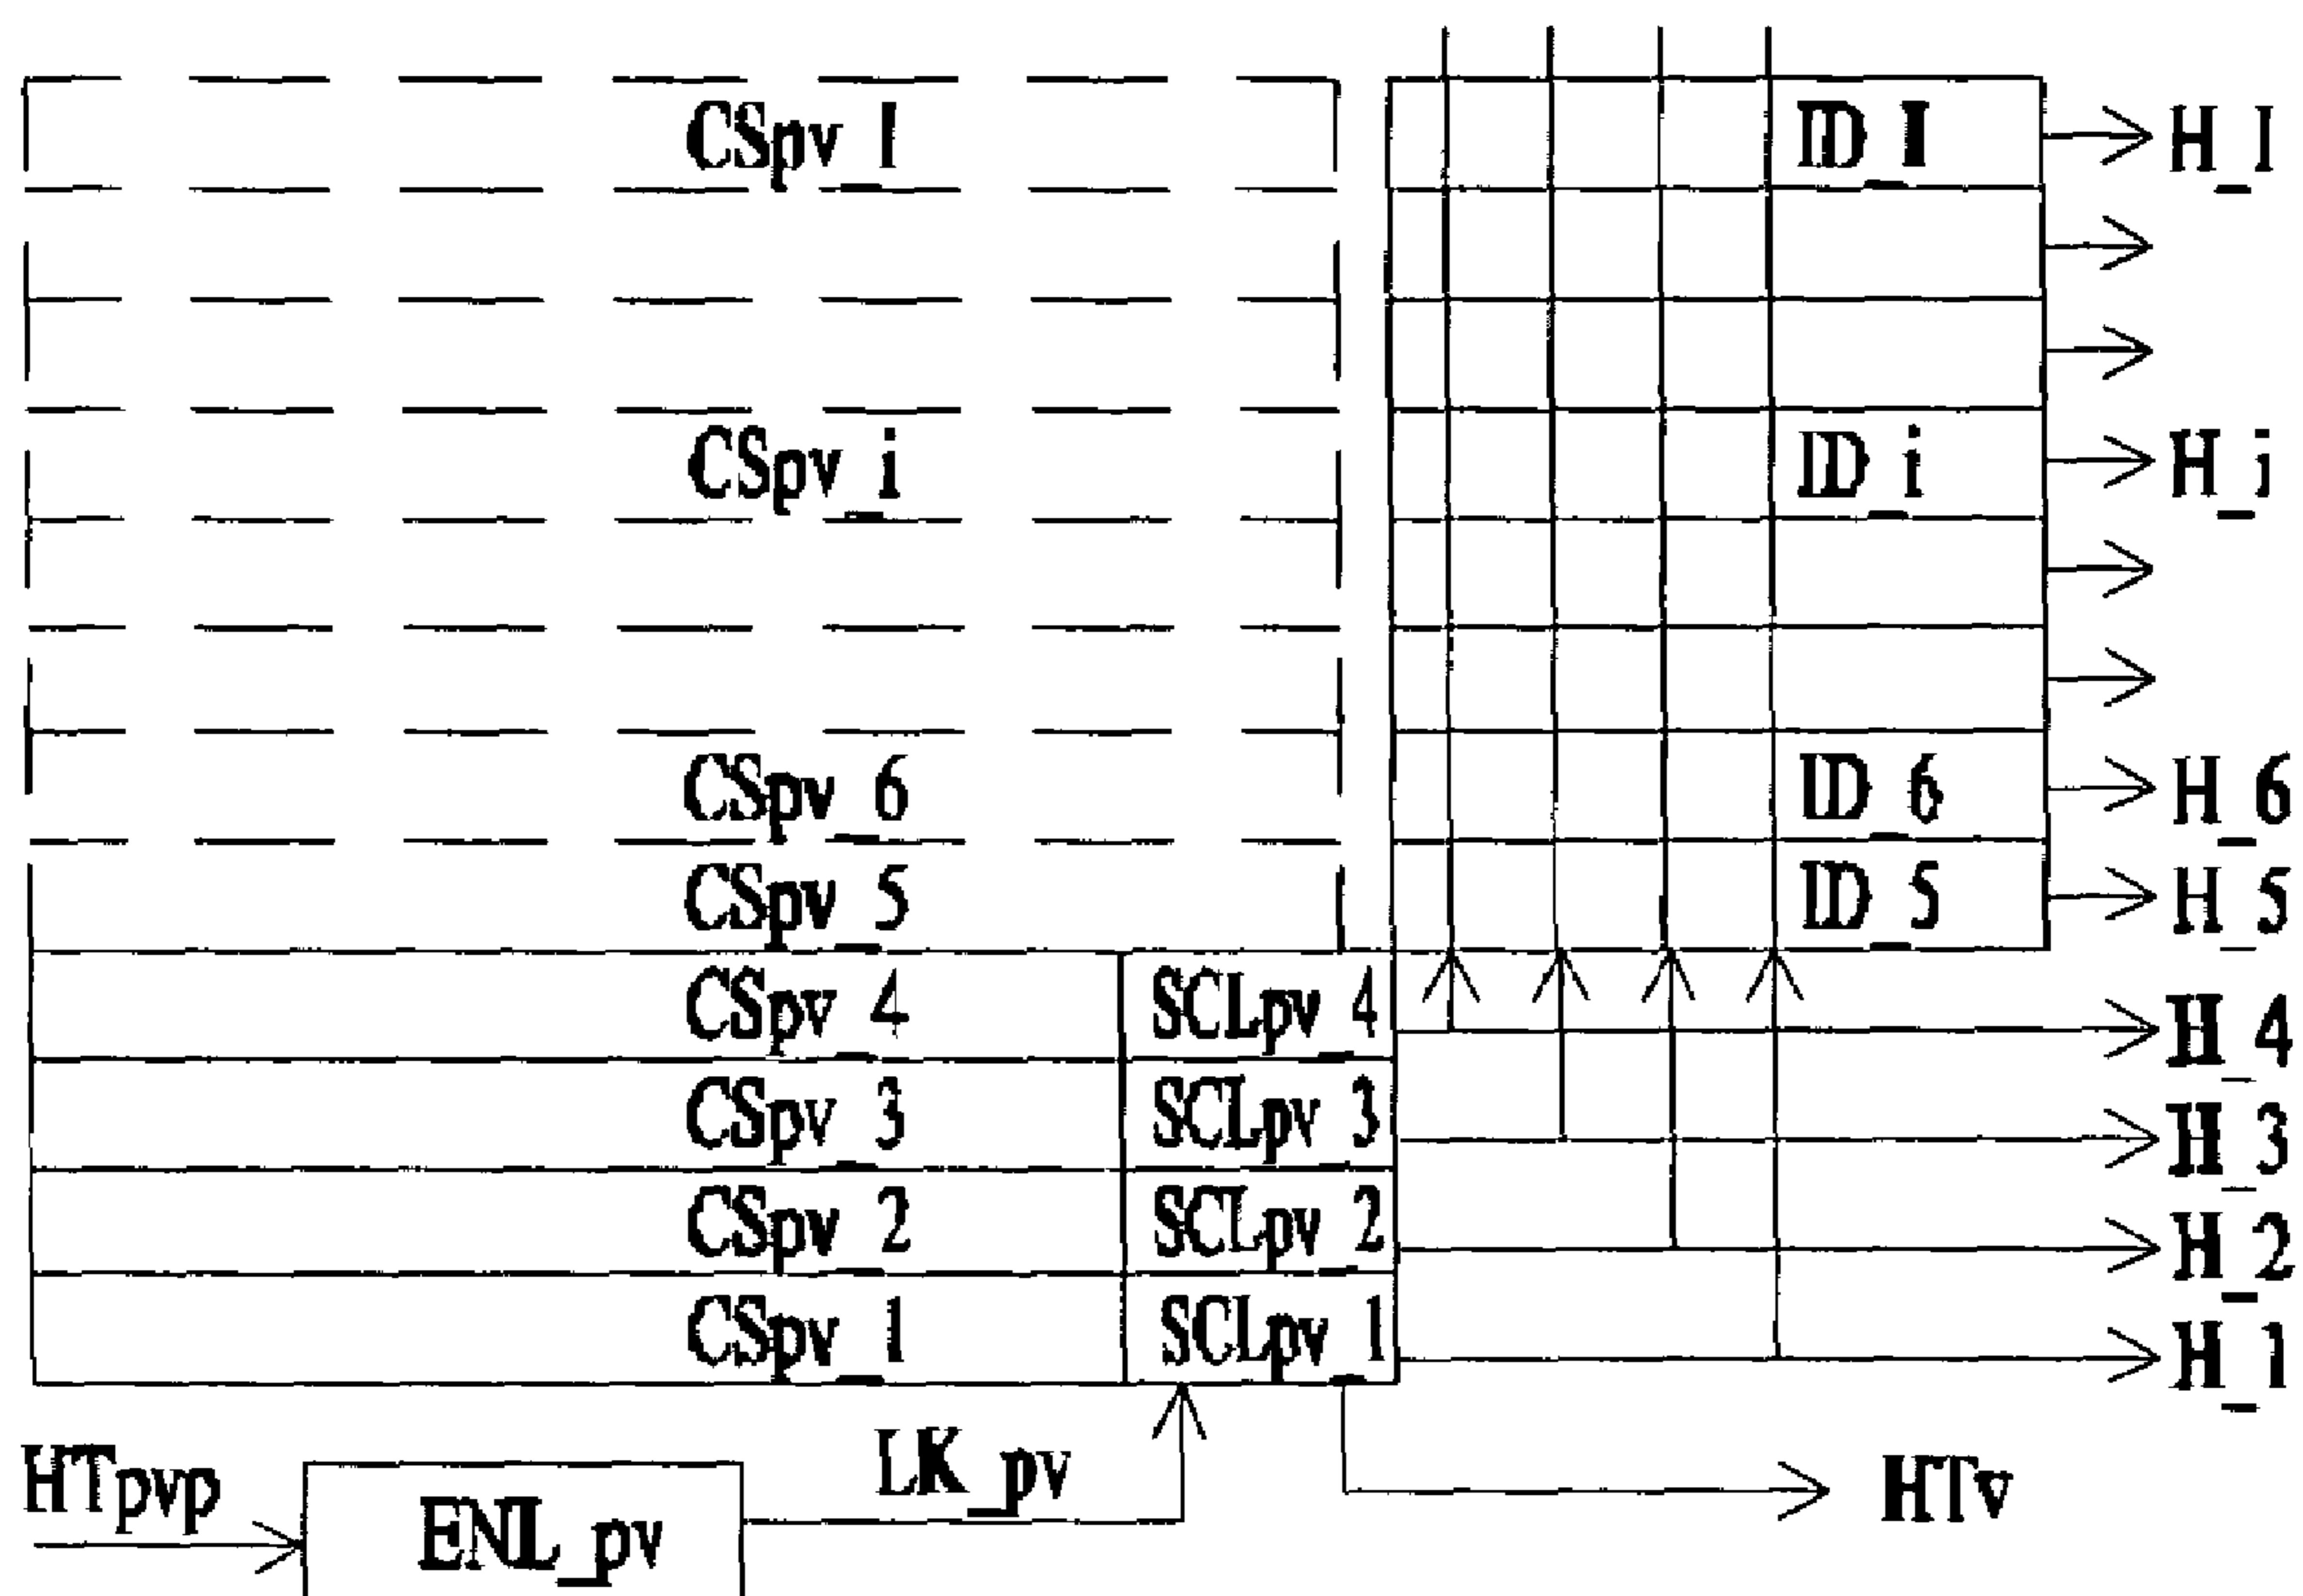 CSpv_I ID_I H_I
CSpv_i ID_i H_i
CSpv_6 ID_6 H_6
CSpv_5 ID_5 H_5
CSpv_4 SCLpv_4 H_4
CSpv_3 SCLpv_3 H_3
CSpv_2 SCLpv_2 H_2
CSpv_1 SCLpv_1 H_1
HTpvp ENL_pv LK_pv HTv